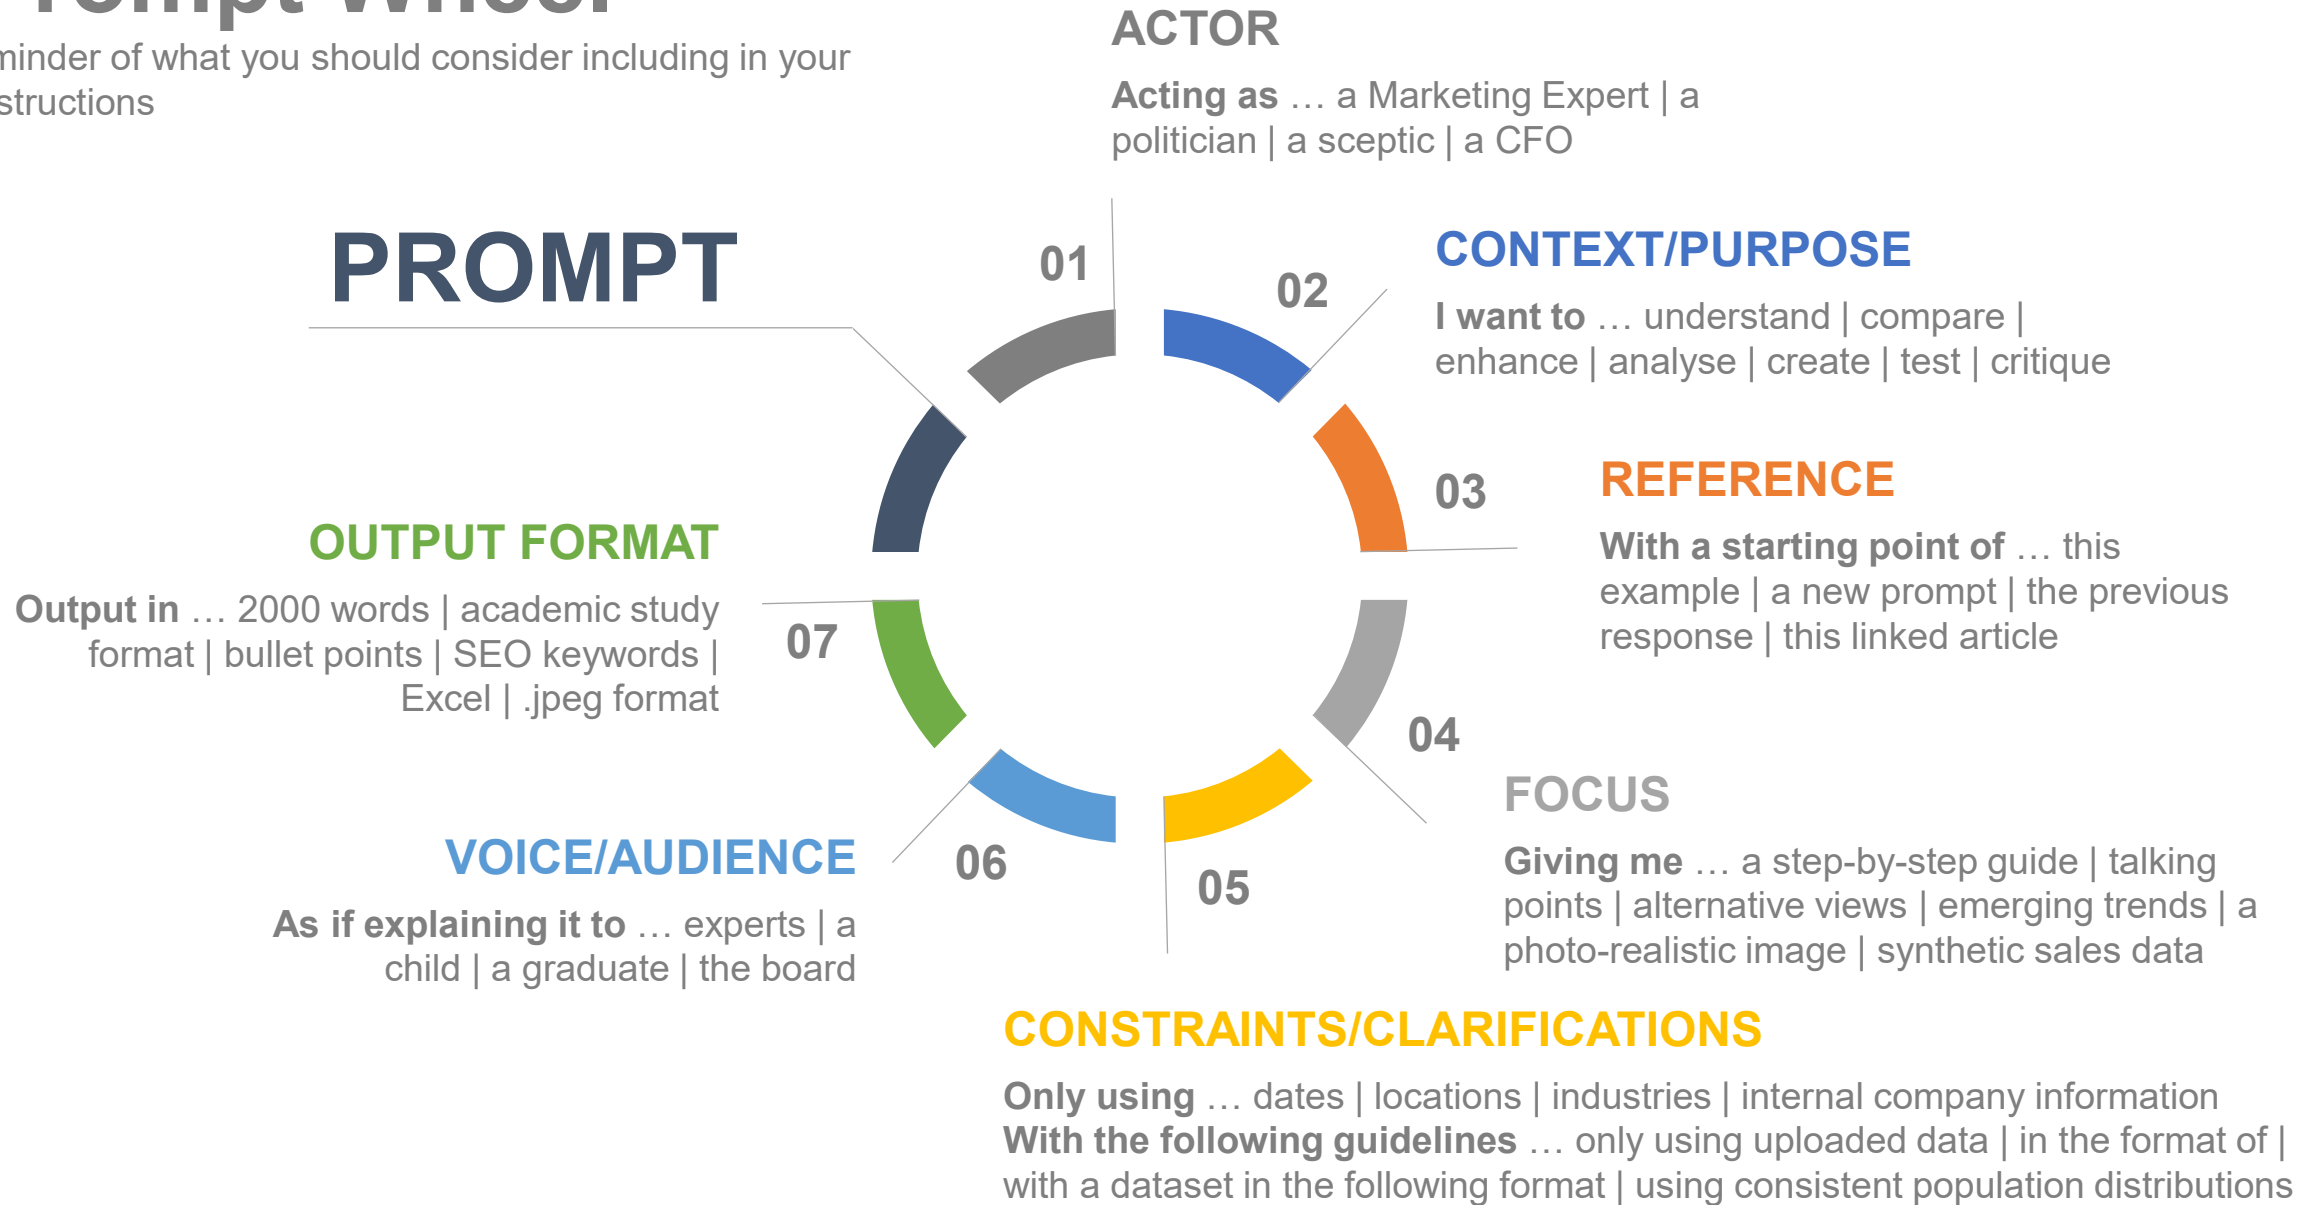 Prompt Wheel
minder of what you should consider including in your
structions
ACTOR
Acting as … a Marketing Expert | a
politician | a sceptic | a CFO
PROMPT
01
02
CONTEXT/PURPOSE
I want to … understand | compare |
enhance | analyse | create | test | critique
03
REFERENCE
With a starting point of … this
example | a new prompt | the previous
response | this linked article
04
FOCUS
Giving me … a step-by-step guide | talking
points | alternative views | emerging trends | a
photo-realistic image | synthetic sales data
05
CONSTRAINTS/CLARIFICATIONS
Only using … dates | locations | industries | internal company information
With the following guidelines … only using uploaded data | in the format of |
with a dataset in the following format | using consistent population distributions
06
VOICE/AUDIENCE
As if explaining it to … experts | a
child | a graduate | the board
07
OUTPUT FORMAT
Output in … 2000 words | academic study
format | bullet points | SEO keywords |
Excel | .jpeg format